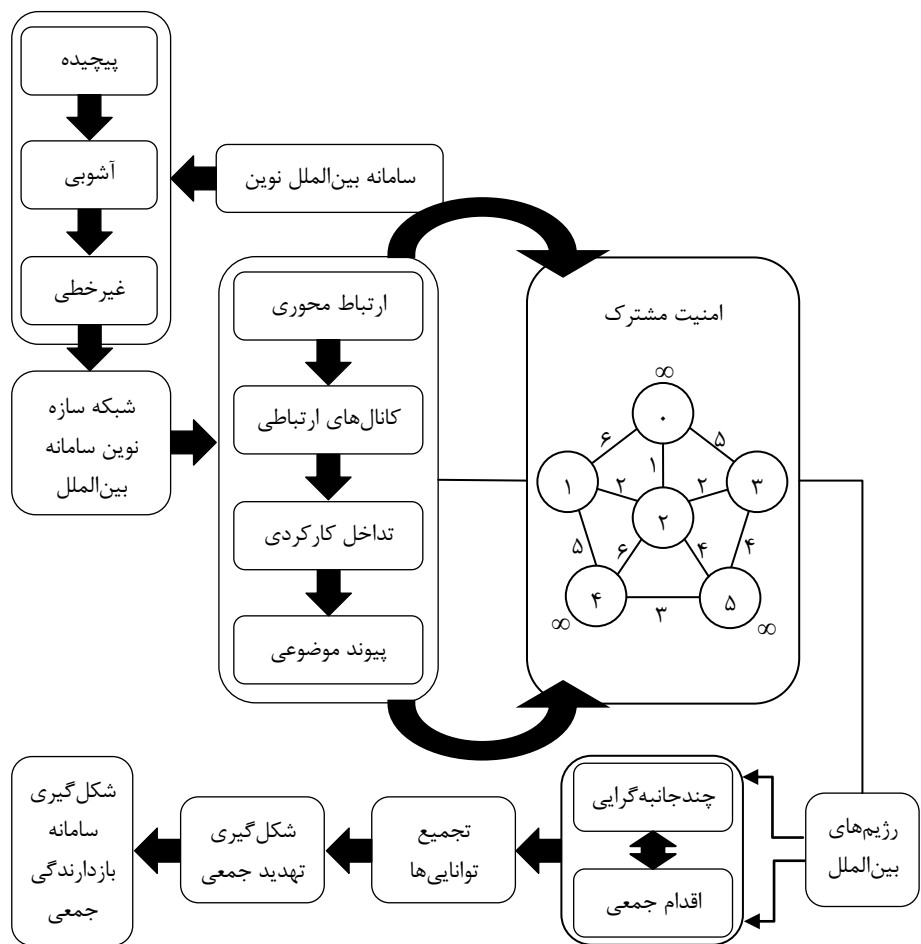 پیچیده
آشوبی
غیرخطی
سامانه بین‌الملل نوین
شبکه سازه
نوین سامانه
بین‌الملل
ارتباط محوری
کانال‌های ارتباطی
تداخل کارکردی
پیوند موضوعی
امنیت مشترک
∞
۰
۶
۵
۱
۱
۲
۲
۳
۲
۵
۶
۴
۴
۴
۳
۵
∞
∞
رژیم‌های
بین‌الملل
چندجانبه‌گرایی
اقدام جمعی
تجمیع
توانایی‌ها
شکل‌گیری
تهدید جمعی
شکل‌گیری
سامانه
بازدارندگی
جمعی